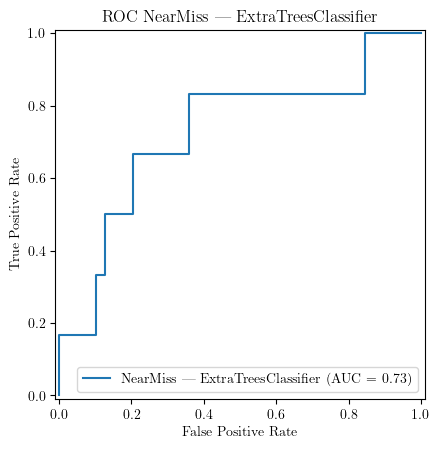 ROC NearMiss — ExtraTreesClassifier
1.0
0.8
0.6
0.4
0.2
0.0
True Positive Rate
NearMiss — ExtraTreesClassifier (AUC = 0.73)
0.0 0.2 0.4 0.6 0.8 1.0
False Positive Rate